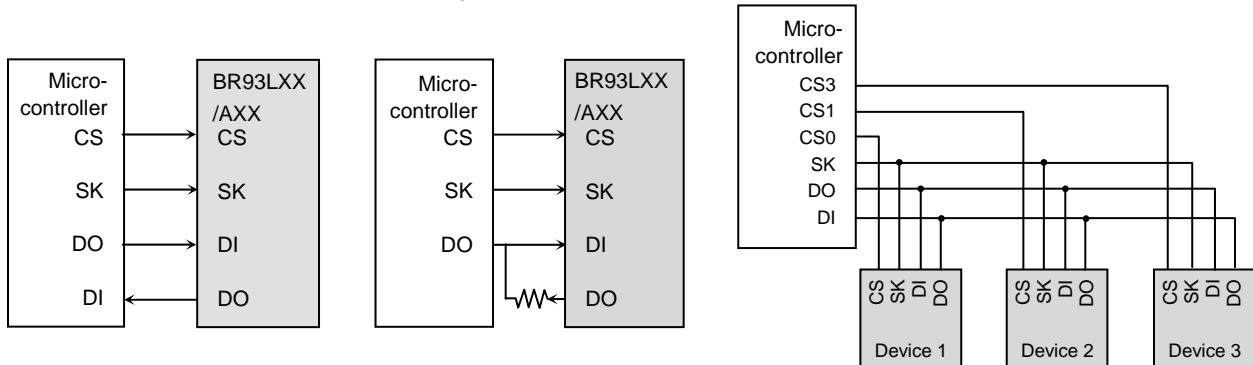 Micro-
controller
CS
SK
DO
DI
BR93LXX
/AXX
CS
SK
DI
DO
Micro-
controller
CS
SK
DO
BR93LXX
/AXX
CS
SK
DI
DO
Micro-
controller
CS3
CS1
CS0
SK
DO
DI
CS
SK
DI
DO
Device 1
CS
SK
DI
DO
Device 2
CS
SK
DI
DO
Device 3